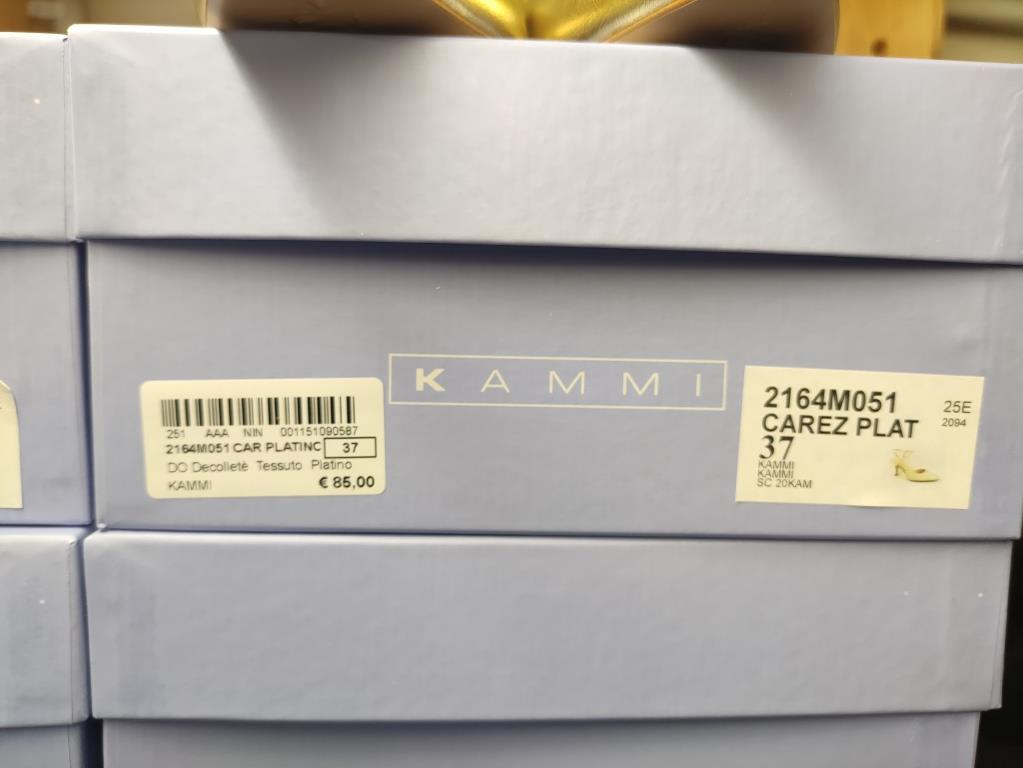 KAMMI
251 AAA NIN 001151090587
2164M051 CAR PLATINC 37
DO Decolletè Tessuto Platino
KAMMI € 85,00
2164M051 25E
CAREZ PLAT 2094
37
KAMMI
KAMMI
SC 20KAM